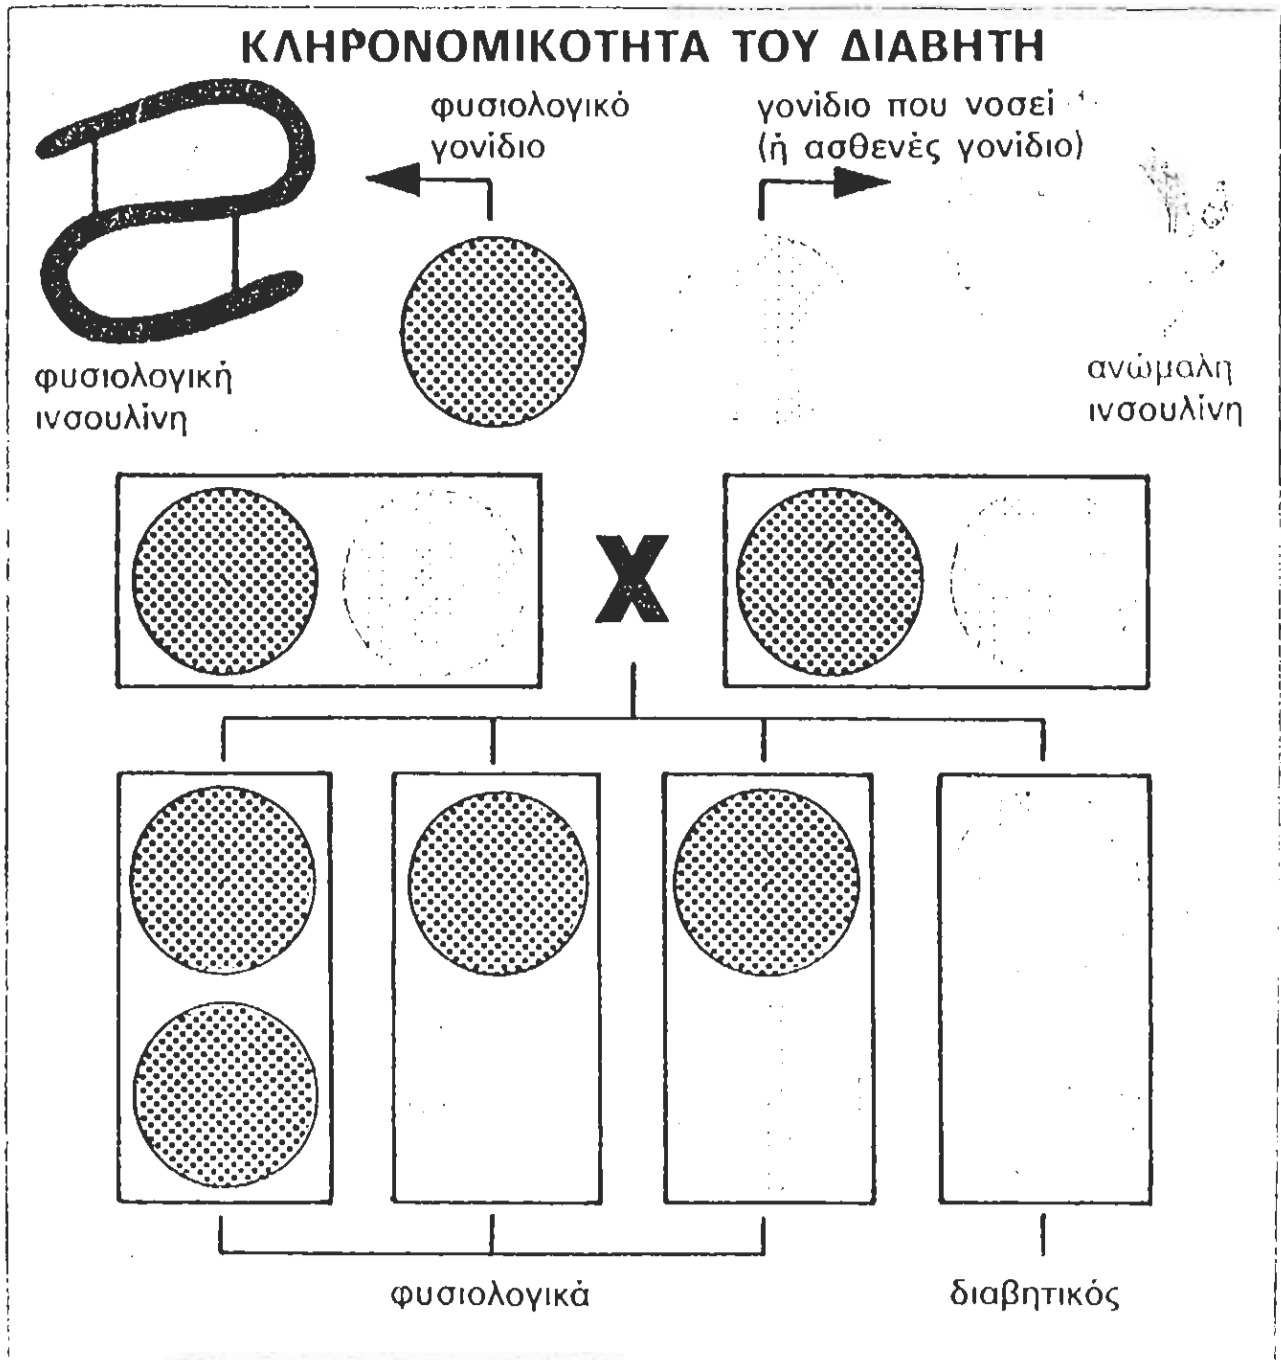 ΚΛΗΡΟΝΟΜΙΚΟΤΗΤΑ ΤΟΥ ΔΙΑΒΗΤΗ
φυσιολογικό
γονίδιο
γονίδιο που νοσεί
(ή ασθενές γονίδιο)
φυσιολογική
ινσουλίνη
ανώμαλη
ινσουλίνη
X
φυσιολογικά
διαβητικός